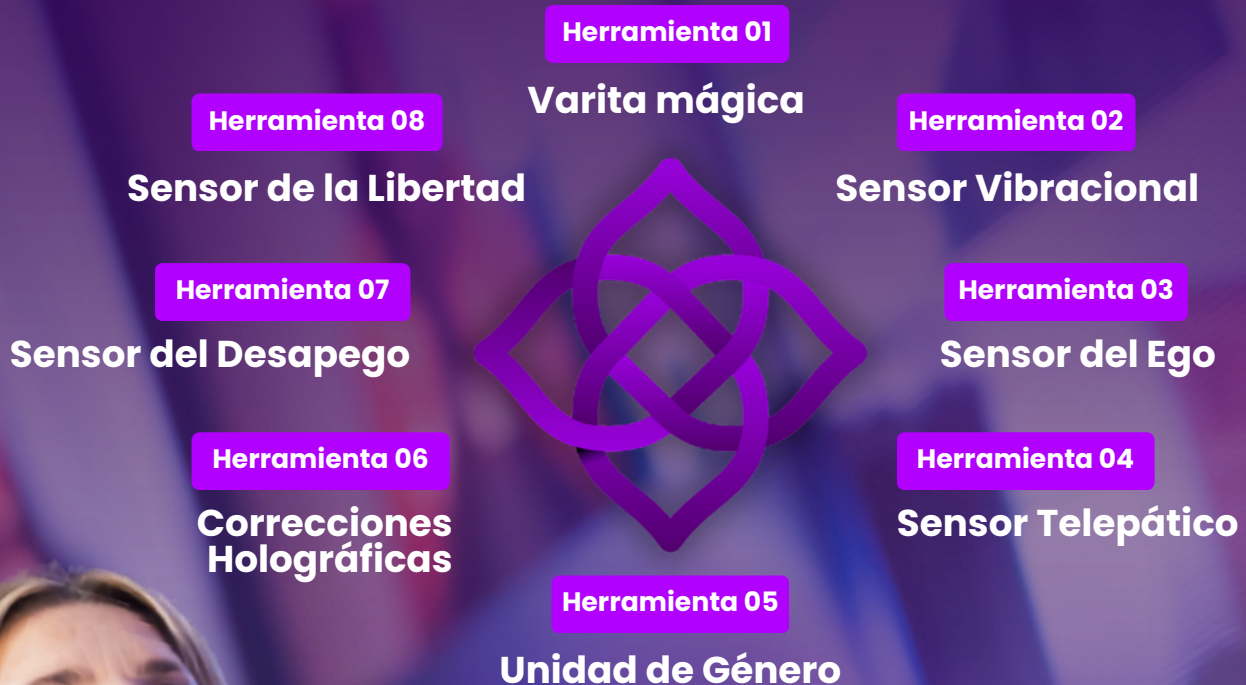 Herramienta 01
Varita mágica
Herramienta 02
Sensor Vibracional
Herramienta 03
Sensor del Ego
Herramienta 04
Sensor Telepático
Herramienta 05
Unidad de Género
Herramienta 06
Correcciones
Holográficas
Herramienta 07
Sensor del Desapego
Herramienta 08
Sensor de la Libertad